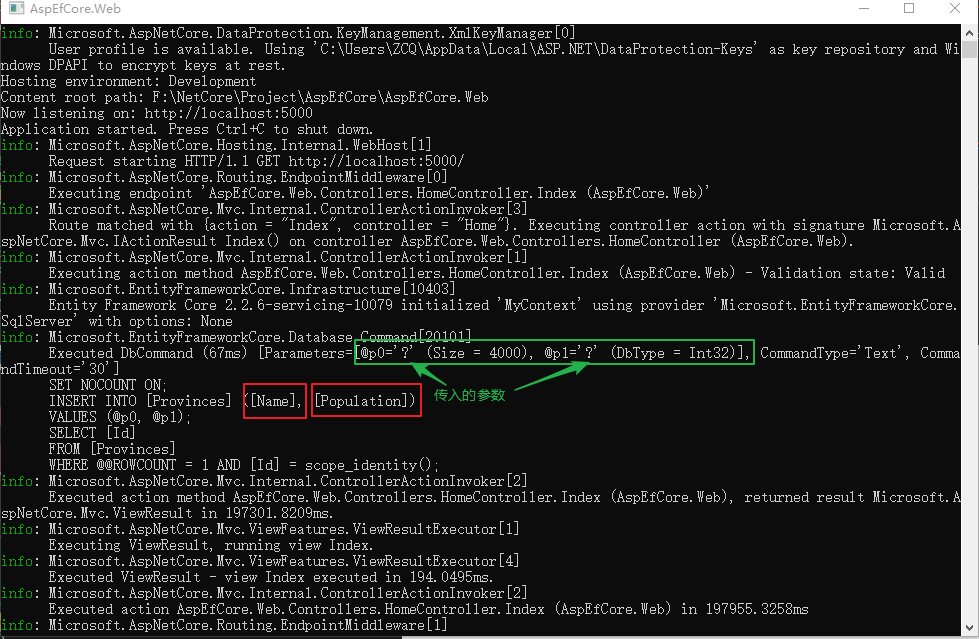 AspEfCore.Web
info: Microsoft.AspNetCore.DataProtection.KeyManagement.XmlKeyManager[0]
User profile is available. Using 'C:\Users\ZCQ\AppData\Local\ASP.NET\DataProtection-Keys' as key repository and Wi
ndows DPAPI to encrypt keys at rest.
Hosting environment: Development
Content root path: F:\NetCore\Project\AspEfCore\AspEfCore.Web
Now listening on: http://localhost:5000
Application started. Press Ctrl+C to shut down.
info: Microsoft.AspNetCore.Hosting.Internal.WebHost[1]
Request starting HTTP/1.1 GET http://localhost:5000/
info: Microsoft.AspNetCore.Routing.EndpointMiddleware[0]
Executing endpoint 'AspEfCore.Web.Controllers.HomeController.Index (AspEfCore.Web)'
info: Microsoft.AspNetCore.Mvc.Internal.ControllerActionInvoker[3]
Route matched with {action = "Index", controller = "Home"}. Executing controller action with signature Microsoft.A
spNetCore.Mvc.IActionResult Index() on controller AspEfCore.Web.Controllers.HomeController (AspEfCore.Web).
info: Microsoft.AspNetCore.Mvc.Internal.ControllerActionInvoker[1]
Executing action method AspEfCore.Web.Controllers.HomeController.Index (AspEfCore.Web) - Validation state: Valid
info: Microsoft.EntityFrameworkCore.Infrastructure[10403]
Entity Framework Core 2.2.6-servicing-10079 initialized 'MyContext' using provider 'Microsoft.EntityFrameworkCore.
SqlServer' with options: None
info: Microsoft.EntityFrameworkCore.Database.Command[20101]
Executed DbCommand (67ms) [Parameters=[@p0='?' (Size = 4000), @p1='?' (DbType = Int32)], CommandType='Text', Comma
ndTimeout='30']
SET NOCOUNT ON;
传入的参数
INSERT INTO [Provinces] ([Name], [Population])
VALUES (@p0, @p1);
SELECT [Id]
FROM [Provinces]
WHERE @@ROWCOUNT = 1 AND [Id] = scope_identity();
info: Microsoft.AspNetCore.Mvc.Internal.ControllerActionInvoker[2]
Executed action method AspEfCore.Web.Controllers.HomeController.Index (AspEfCore.Web), returned result Microsoft.A
spNetCore.Mvc.ViewResult in 197301.8209ms.
info: Microsoft.AspNetCore.Mvc.ViewFeatures.ViewResultExecutor[1]
Executing ViewResult, running view Index.
info: Microsoft.AspNetCore.Mvc.ViewFeatures.ViewResultExecutor[4]
Executed ViewResult - view Index executed in 194.0495ms.
info: Microsoft.AspNetCore.Mvc.Internal.ControllerActionInvoker[2]
Executed action AspEfCore.Web.Controllers.HomeController.Index (AspEfCore.Web) in 197955.3258ms
info: Microsoft.AspNetCore.Routing.EndpointMiddleware[1]